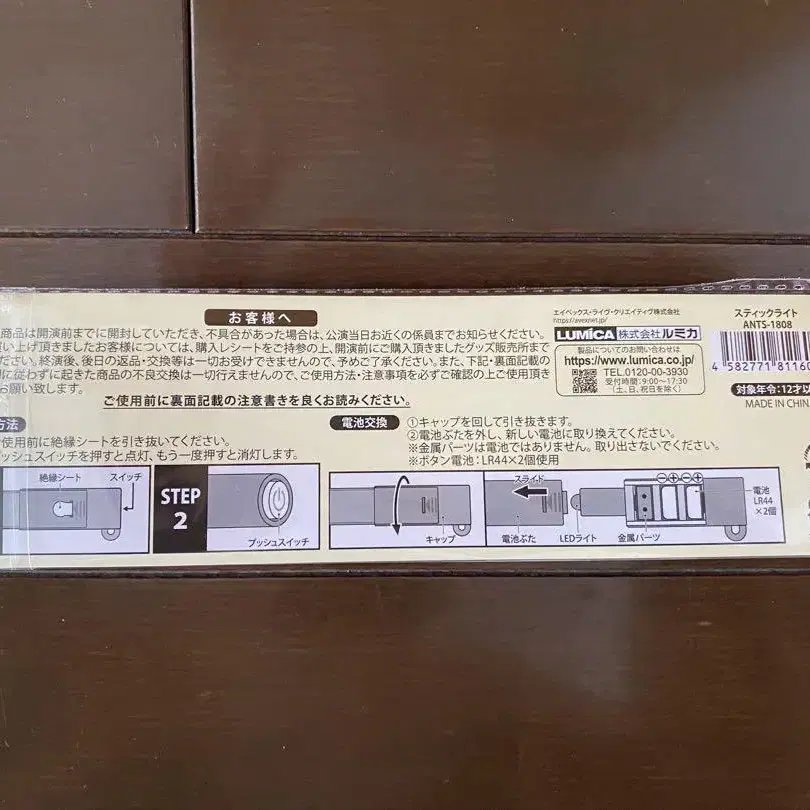 お客様へ
商品は開演前までに開封していただき、不具合があった場合は、公演当日お近くの係員までお知らせください。
い上げ頂きましたお客様については、購入レシートをご持参の上、開演前にご購入頂きましたグッズ販売所まで
ださい。終演後、後日の返品・交換等は一切お受けできませんので、予めご了承ください。また、下記・裏面記載の
に従わずに起きた商品の不良交換は一切行えませんので、ご使用方法・注意事項を必ずご確認の上ご使用頂き
お願い致します。
ご使用前に裏面記載の注意書きを良くお読みください。
エイベックス・ライヴ・クリエイティヴ株式会社
https://avexnet.jp/
LUMICA 株式会社ルミカ
製品についてのお問い合わせは
https://www.lumica.co.jp/
TEL.0120-00-3930
受付時間:9:00〜17:30
(土、日、祝日を除く)
スティックライト
ANTS-1808
4 582771 81160
対象年令:12才以
MADE IN CHIN
方法
使用前に絶縁シートを引き抜いてください。
プッシュスイッチを押すと点灯、もう一度押すと消灯します。
絶縁シート
スイッチ
STEP
2
プッシュスイッチ
電池交換
①キャップを回して引き抜きます。
②電池ぶたを外し、新しい電池に取り換えてください。
※金属パーツは電池ではありません。取り出さないでください。
※ボタン電池:LR44×2個使用
キャップ
スライド
電池ぶた
LEDライト
金属パーツ
電池
LR44
×2個